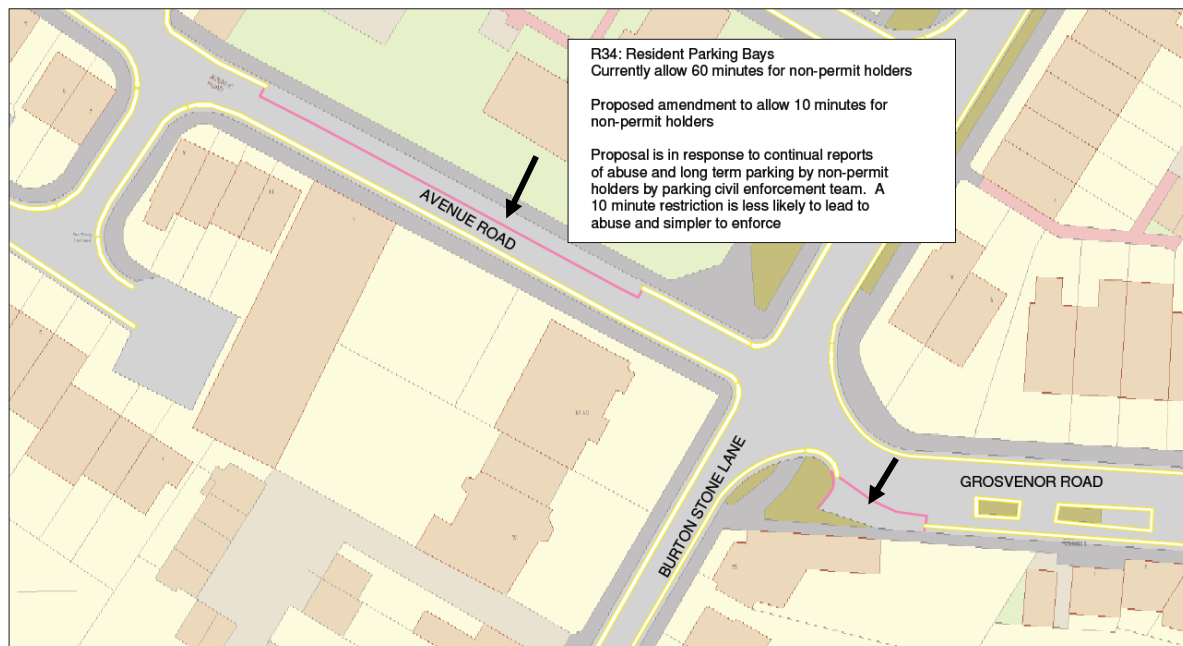 R34: Resident Parking Bays
Currently allow 60 minutes for non-permit holders
Proposed amendment to allow 10 minutes for
non-permit holders
Proposal is in response to continual reports
of abuse and long term parking by non-permit
holders by parking civil enforcement team. A
10 minute restriction is less likely to lead to
abuse and simpler to enforce
AVENUE ROAD
BURTON STONE LANE
GROSVENOR ROAD